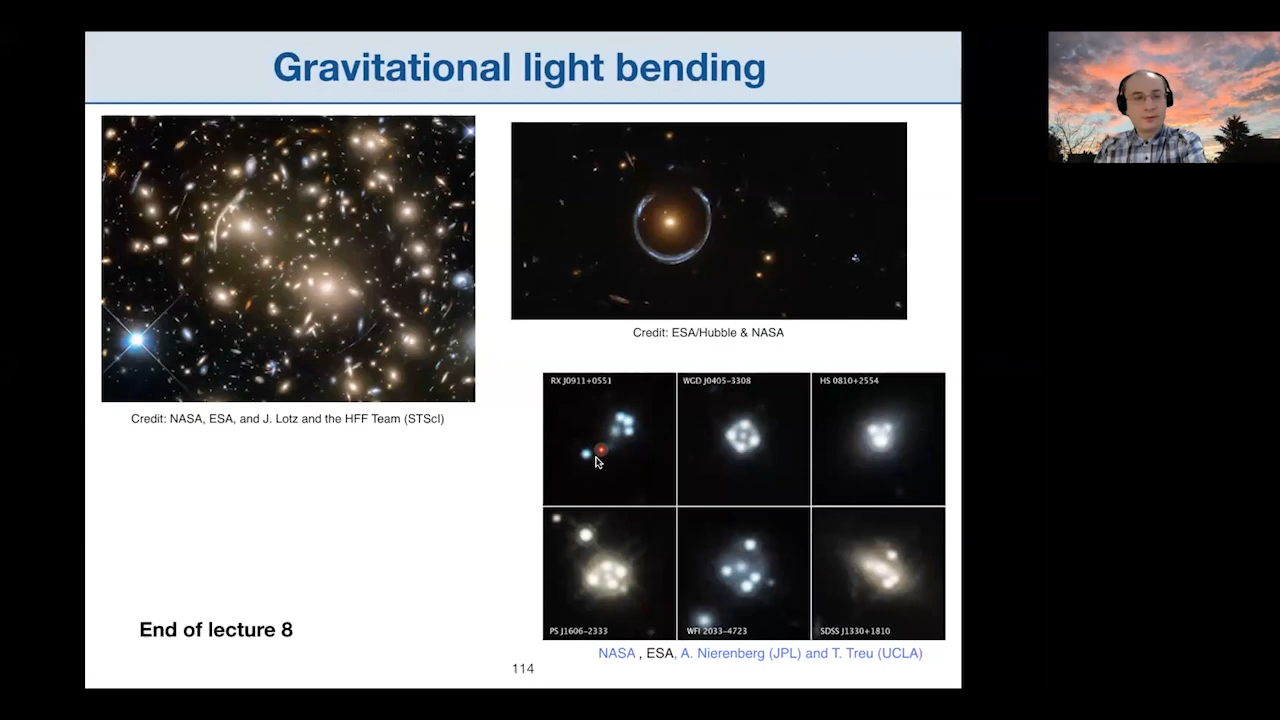 Gravitational light bending
Credit: NASA, ESA, and J. Lotz and the HFF Team (STScI)
Credit: ESA/Hubble & NASA
RX J0911+0551
WGD J0405-3308
HS 0810+2554
PS J1606-2333
WFI 2033-4723
SDSS J1330+1810
NASA , ESA, A. Nierenberg (JPL) and T. Treu (UCLA)
End of lecture 8
114